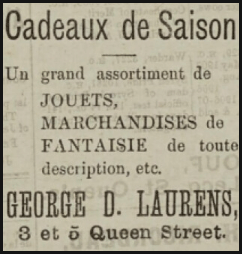 Cadeaux de Saison
Un grand assortiment de
JOUETS,
MARCHANDISES de
FANTAISIE de toute
description, etc.
GEORGE D. LAURENS,
3 et 5 Queen Street.